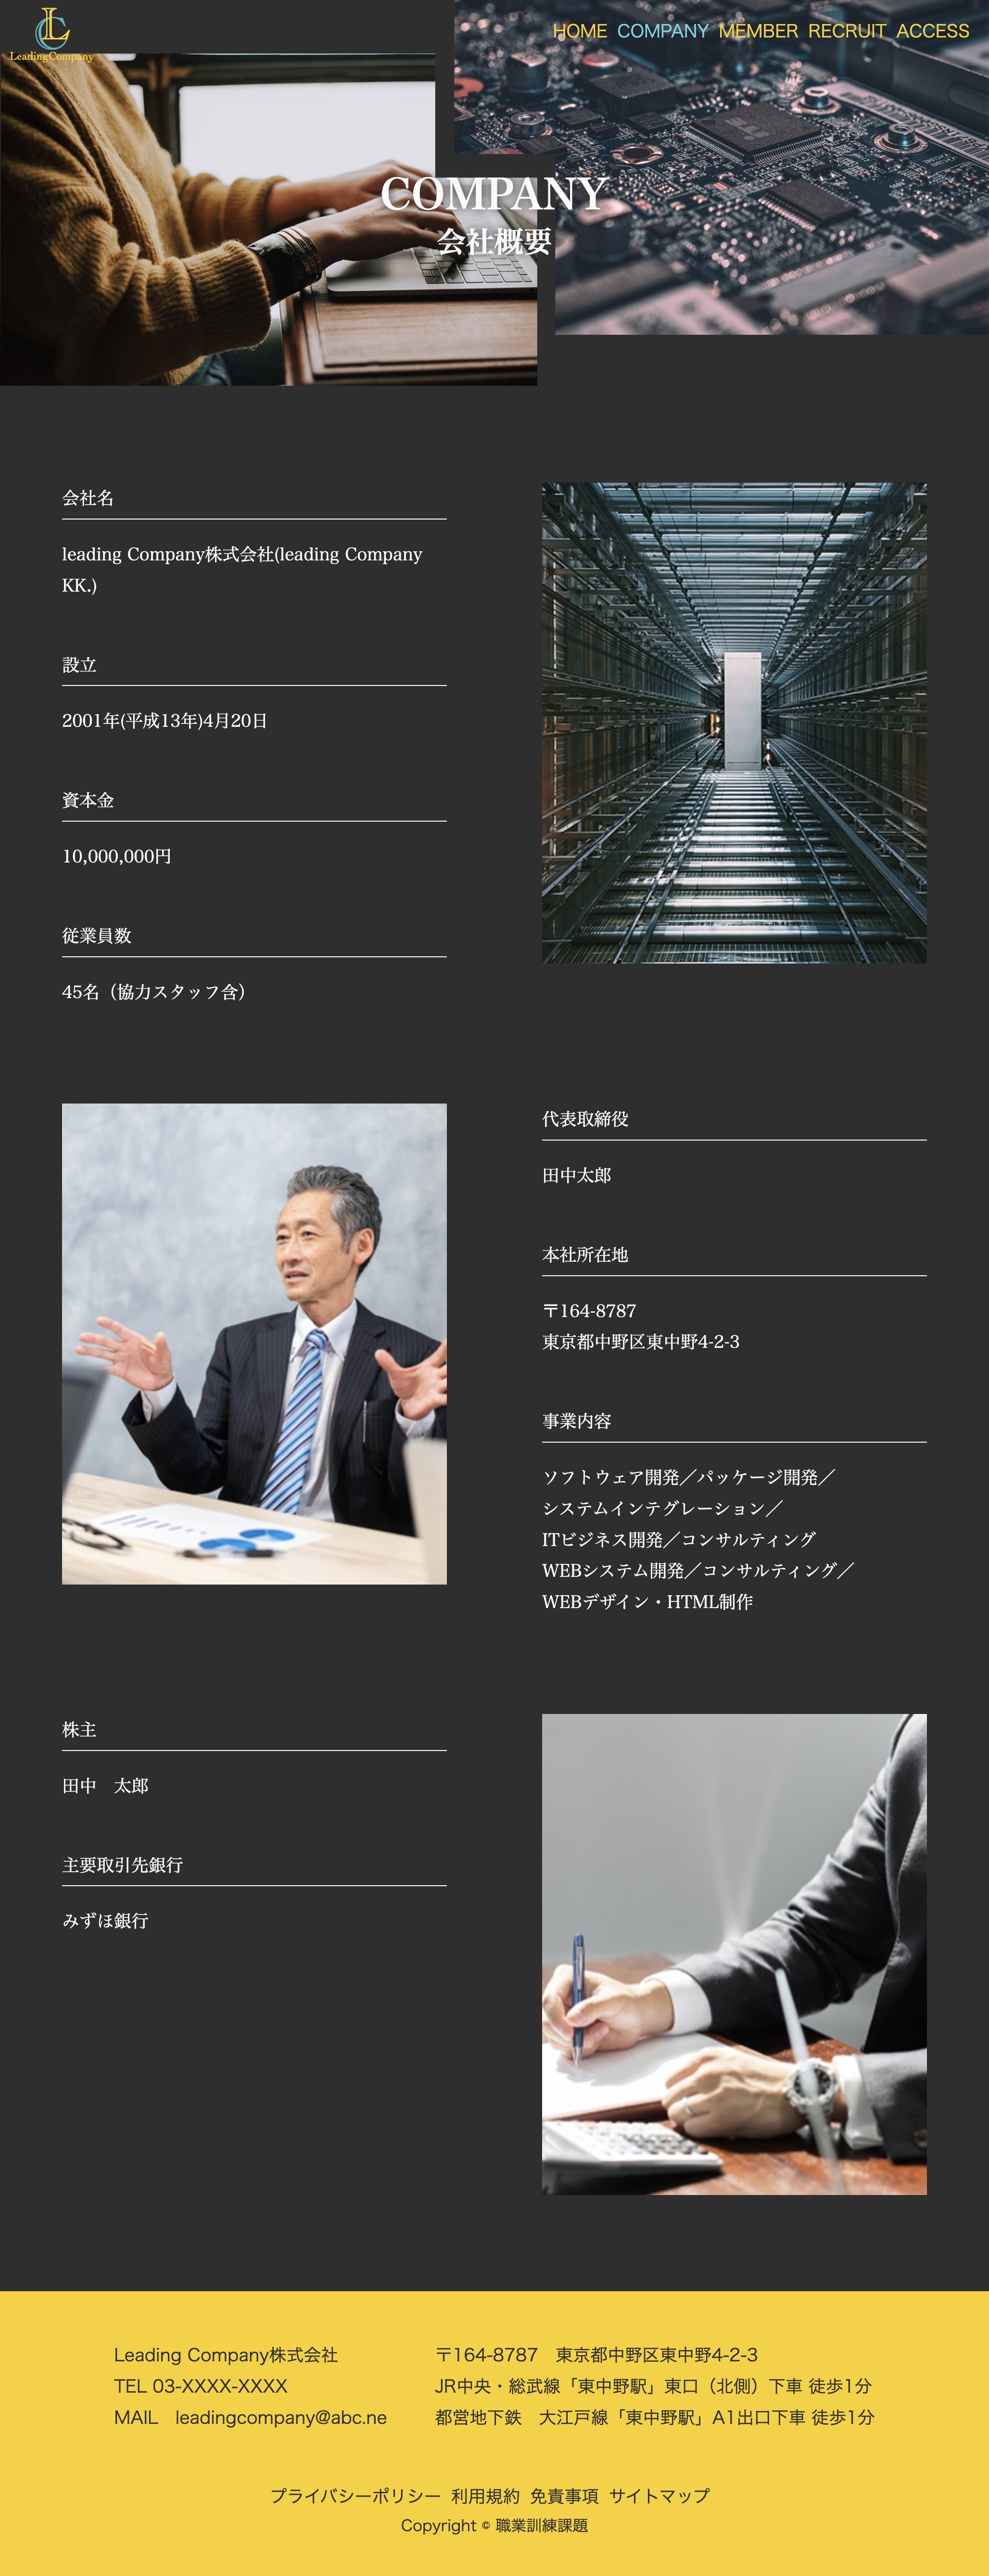 LC
LeadingCompany
HOME COMPANY MEMBER RECRUIT ACCESS
COMPANY
会社概要
会社名
leading Company株式会社(leading Company
KK.)
設立
2001年(平成13年)4月20日
資本金
10,000,000円
従業員数
45名（協力スタッフ含）
代表取締役
田中太郎
本社所在地
〒164-8787
東京都中野区東中野4-2-3
事業内容
ソフトウェア開発／パッケージ開発／
システムインテグレーション／
ITビジネス開発／コンサルティング
WEBシステム開発／コンサルティング／
WEBデザイン・HTML制作
株主
田中　太郎
主要取引先銀行
みずほ銀行
Leading Company株式会社
TEL 03-XXXX-XXXX
MAIL　leadingcompany@abc.ne
〒164-8787　東京都中野区東中野4-2-3
JR中央・総武線「東中野駅」東口（北側）下車 徒歩1分
都営地下鉄　大江戸線「東中野駅」A1出口下車 徒歩1分
プライバシーポリシー 利用規約 免責事項 サイトマップ
Copyright © 職業訓練課題